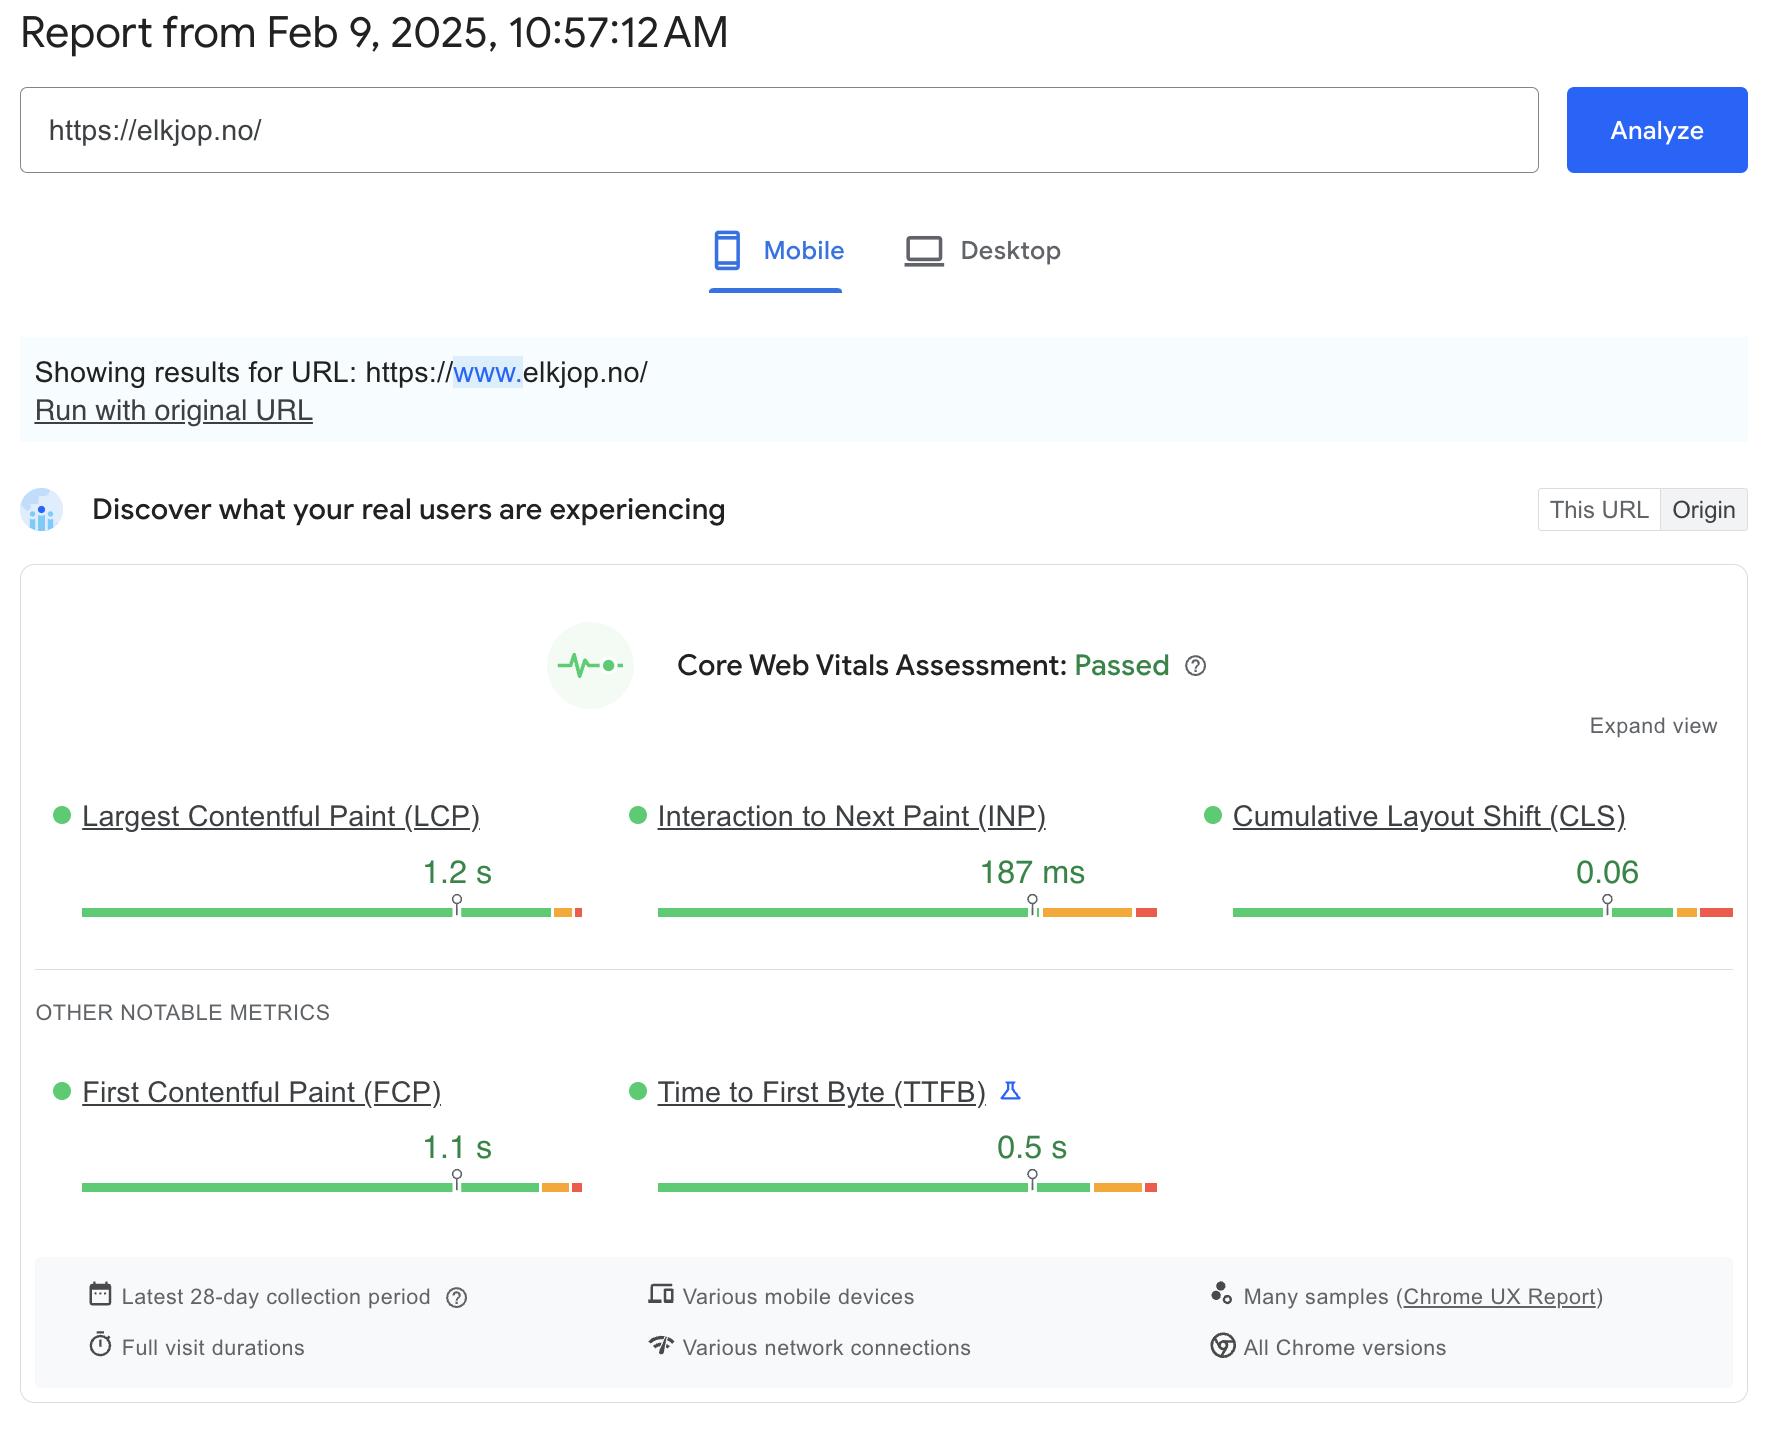 Report from Feb 9, 2025, 10:57:12 AM
https://elkjop.no/
Analyze
Mobile
Desktop
Showing results for URL: https://www.elkjop.no/
Run with original URL
Discover what your real users are experiencing
This URL
Origin
Core Web Vitals Assessment: Passed
Expand view
Largest Contentful Paint (LCP)
1.2 s
Interaction to Next Paint (INP)
187 ms
Cumulative Layout Shift (CLS)
0.06
OTHER NOTABLE METRICS
First Contentful Paint (FCP)
1.1 s
Time to First Byte (TTFB)
0.5 s
Latest 28-day collection period
Various mobile devices
Many samples (Chrome UX Report)
Full visit durations
Various network connections
All Chrome versions